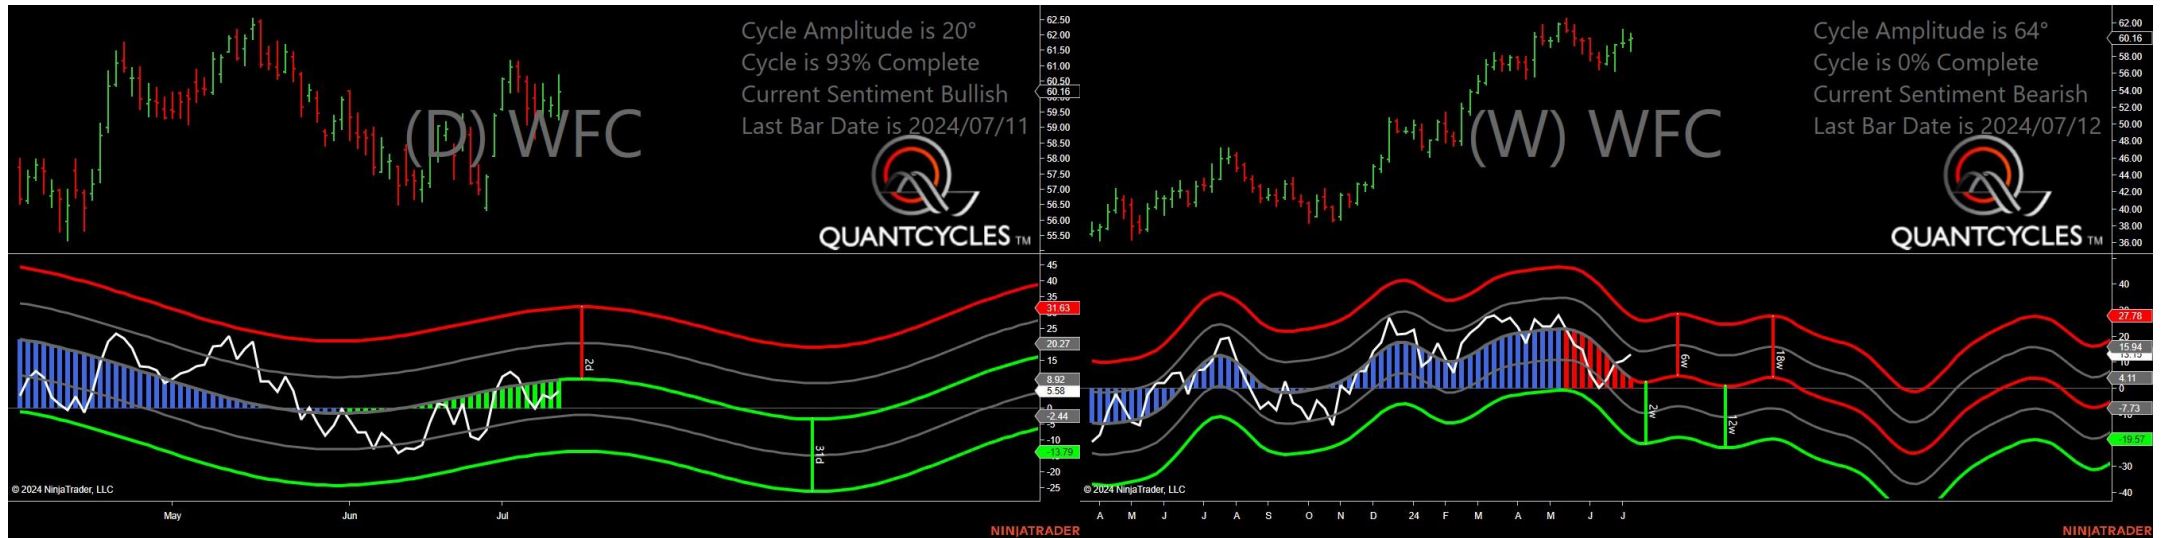 Cycle Amplitude is 20°
Cycle is 93% Complete
Current Sentiment Bullish
Last Bar Date is 2024/07/11
(D) WFC
QUANTCYCLES TM
62.50
62.00
61.50
61.00
60.50
60.16
59.50
59.00
58.50
58.00
57.50
57.00
56.50
56.00
55.50
45
40
35
31.63
25
20.27
15
8.92
5.58
0
-2.44
-5
-10
-13.79
-20
-25
2d
31d
© 2024 NinjaTrader, LLC
May
Jun
Jul
NINJATRADER
Cycle Amplitude is 64°
Cycle is 0% Complete
Current Sentiment Bearish
Last Bar Date is 2024/07/12
(W) WFC
QUANTCYCLES TM
62.00
60.16
58.00
56.00
54.00
52.00
50.00
48.00
46.00
44.00
42.00
40.00
38.00
36.00
40
27.78
20
15.94
10
4.11
0
-7.73
-19.57
-30
-40
6w
18w
2w
12w
© 2024 NinjaTrader, LLC
A M J J A S O N D 24 F M A M J J
NINJATRADER